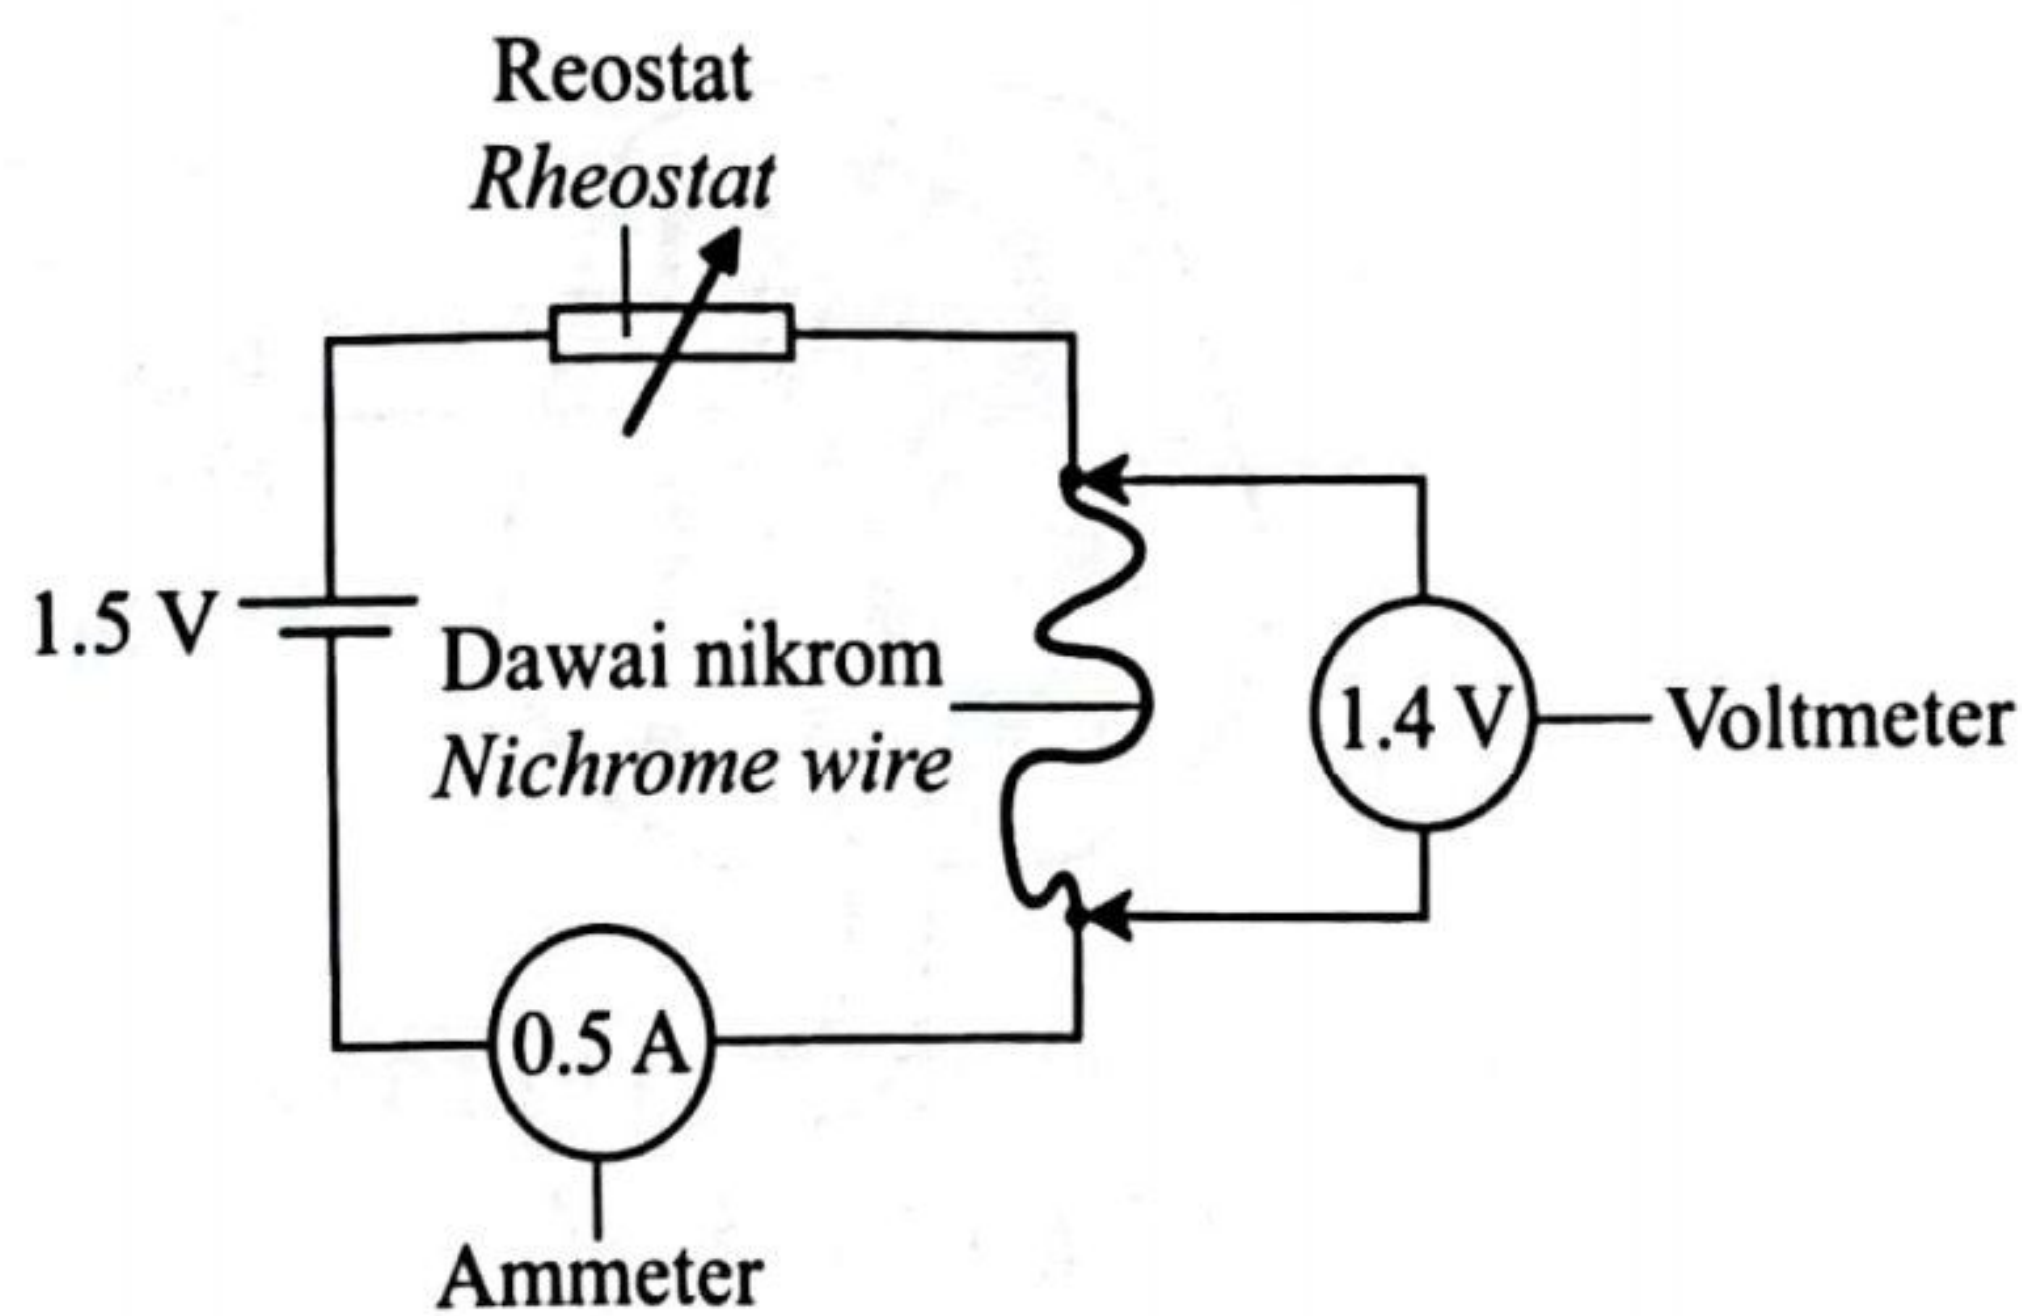 Reostat
Rheostat
1.5 V
Dawai nikrom
Nichrome wire
1.4 V
Voltmeter
0.5 A
Ammeter